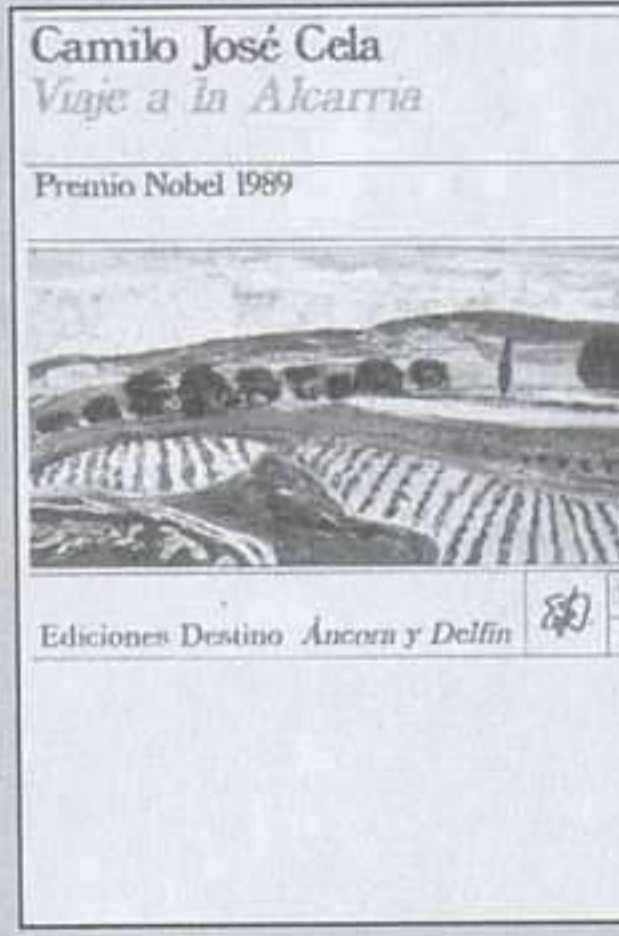 Camilo José Cela
Viaje a la Alcarria
Premio Nobel 1989
Ediciones Destino Áncora y Delfín